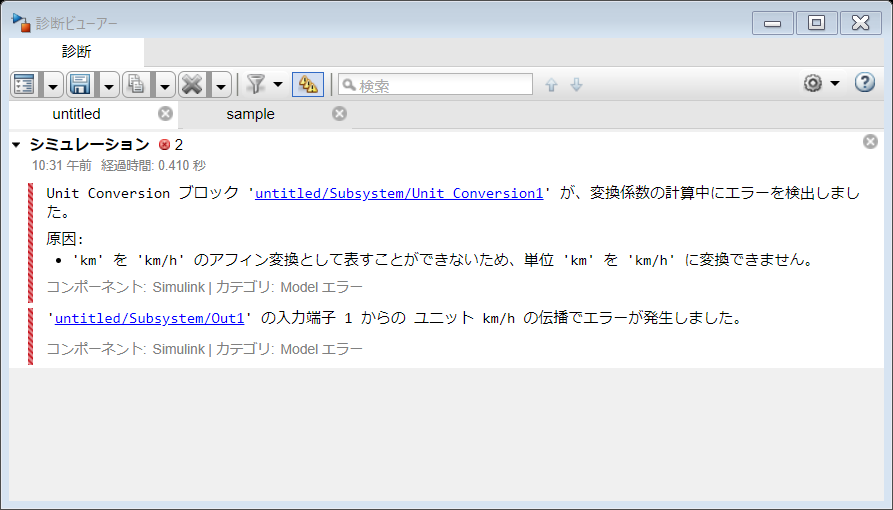 診断ビューアー
診断
検索
untitled
sample
シミュレーション 2
10:31 午前 経過時間: 0.410 秒
Unit Conversion ブロック 'untitled/Subsystem/Unit Conversion1' が、変換係数の計算中にエラーを検出しまし
た。
原因:
• 'km' を 'km/h' のアフィン変換として表すことができないため、単位 'km' を 'km/h' に変換できません。
コンポーネント: Simulink | カテゴリ: Model エラー
'untitled/Subsystem/Out1' の入力端子 1 からの ユニット km/h の伝播でエラーが発生しました。
コンポーネント: Simulink | カテゴリ: Model エラー